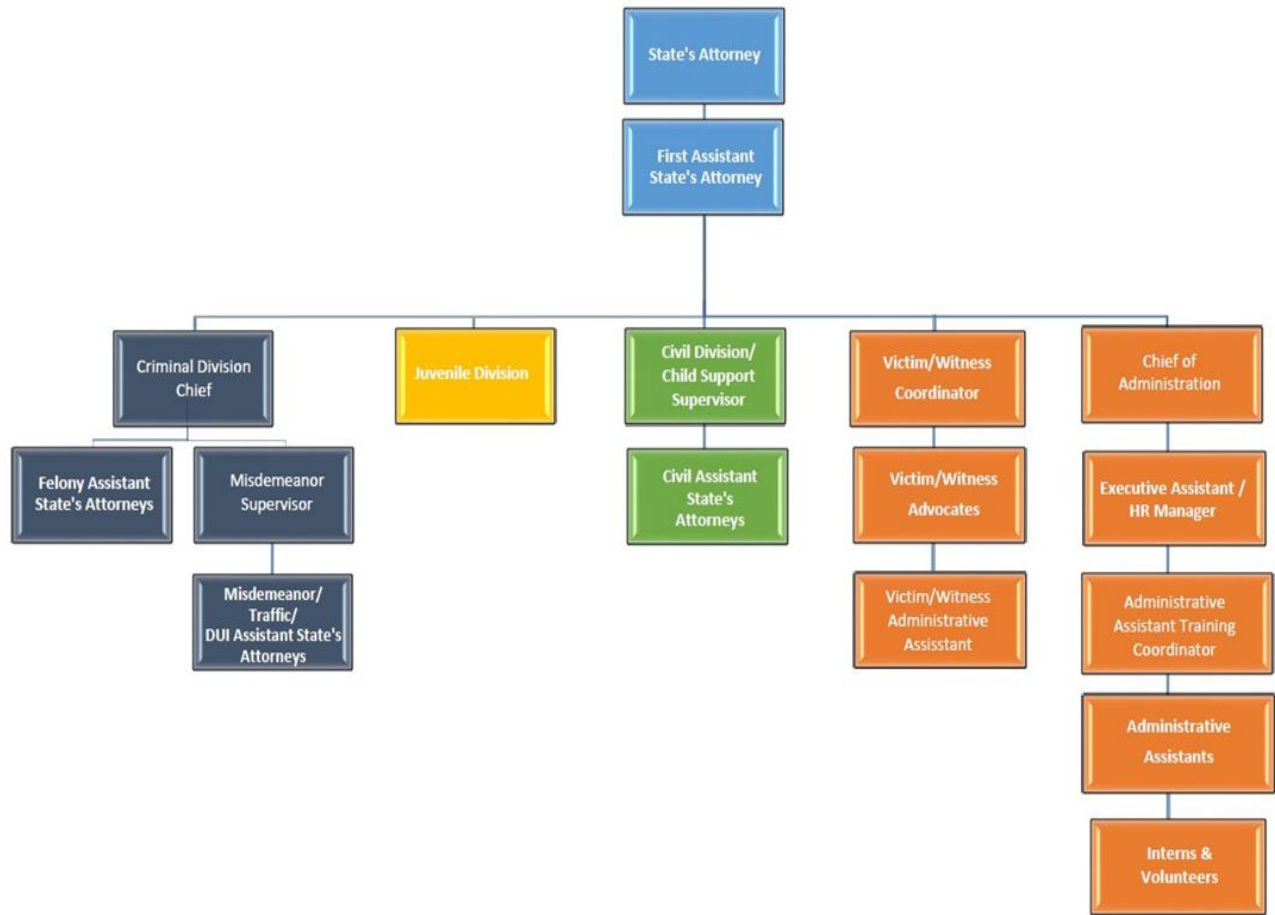 State's Attorney
First Assistant
State's Attorney
Criminal Division
Chief
Juvenile Division
Civil Division/
Child Support
Supervisor
Victim/Witness
Coordinator
Chief of
Administration
Felony Assistant
State's Attorneys
Misdemeanor
Supervisor
Civil Assistant
State's
Attorneys
Victim/Witness
Advocates
Executive Assistant /
HR Manager
Misdemeanor/
Traffic/
DUI Assistant State's
Attorneys
Victim/Witness
Administrative
Assisstant
Administrative
Assistant Training
Coordinator
Administrative
Assistants
Interns &
Volunteers